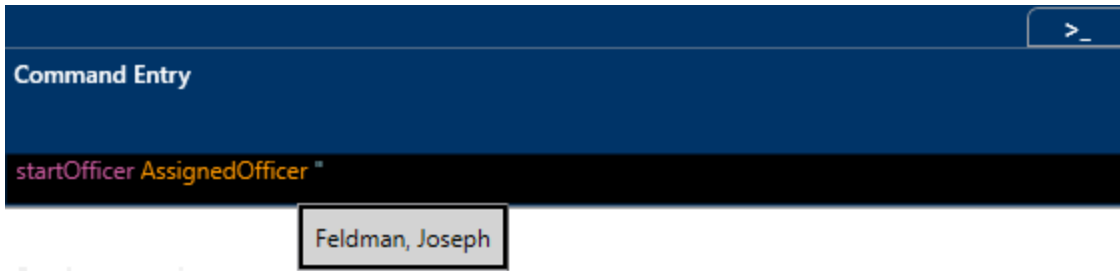 >_
Command Entry
startOfficer AssignedOfficer "
Feldman, Joseph